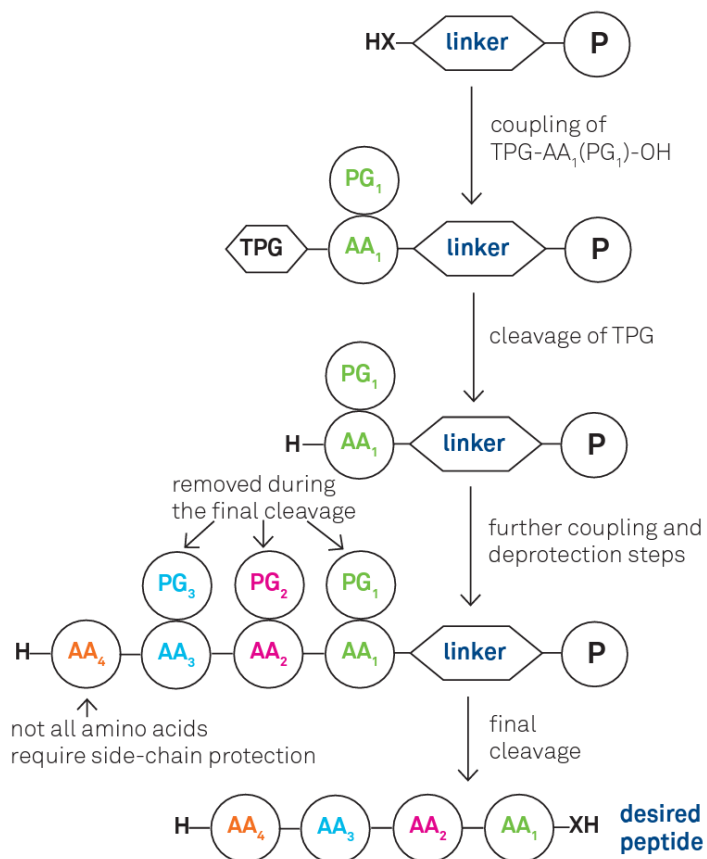 HX linker P
coupling of
TPG-AA₁(PG₁)-OH
PG₁
TPG AA₁ linker P
cleavage of TPG
PG₁
H AA₁ linker P
removed during
the final cleavage
further coupling and
deprotection steps
PG₃ PG₂ PG₁
H AA₄ AA₃ AA₂ AA₁ linker P
not all amino acids
require side-chain protection
final
cleavage
H AA₄ AA₃ AA₂ AA₁ XH
desired
peptide